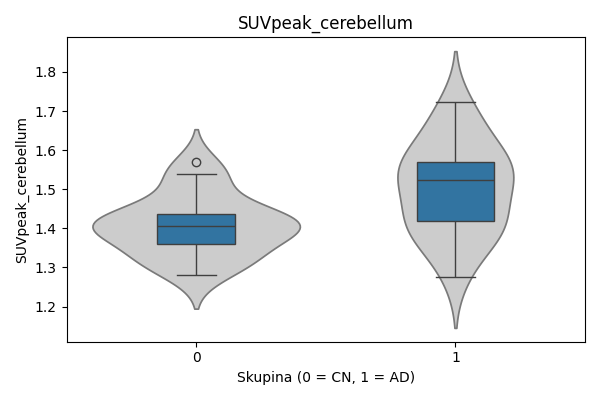 SUVpeak_cerebellum
SUVpeak_cerebellum
1.8
1.7
1.6
1.5
1.4
1.3
1.2
0 1
Skupina (0 = CN, 1 = AD)